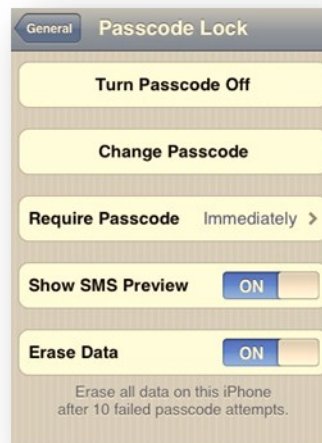 General
Passcode Lock
Turn Passcode Off
Change Passcode
Require Passcode Immediately
Show SMS Preview ON
Erase Data ON
Erase all data on this iPhone
after 10 failed passcode attempts.